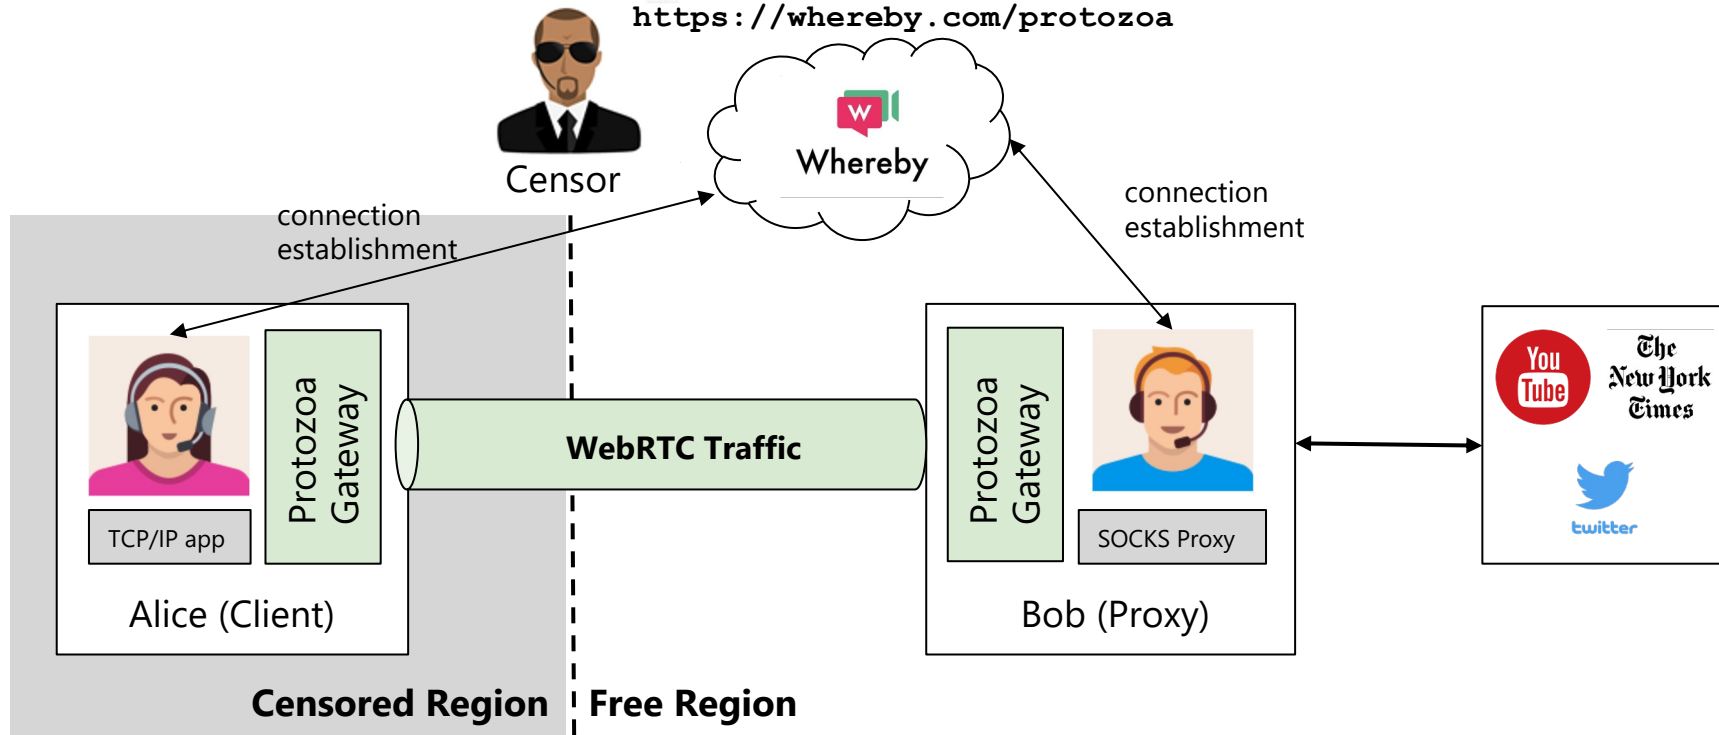 https://whereby.com/protozoa
W
Whereby
Censor
connection
establishment
connection
establishment
Protozoa
Gateway
TCP/IP app
Alice (Client)
WebRTC Traffic
Protozoa
Gateway
SOCKS Proxy
Bob (Proxy)
You
Tube
The
New York
Times
twitter
Censored Region
Free Region